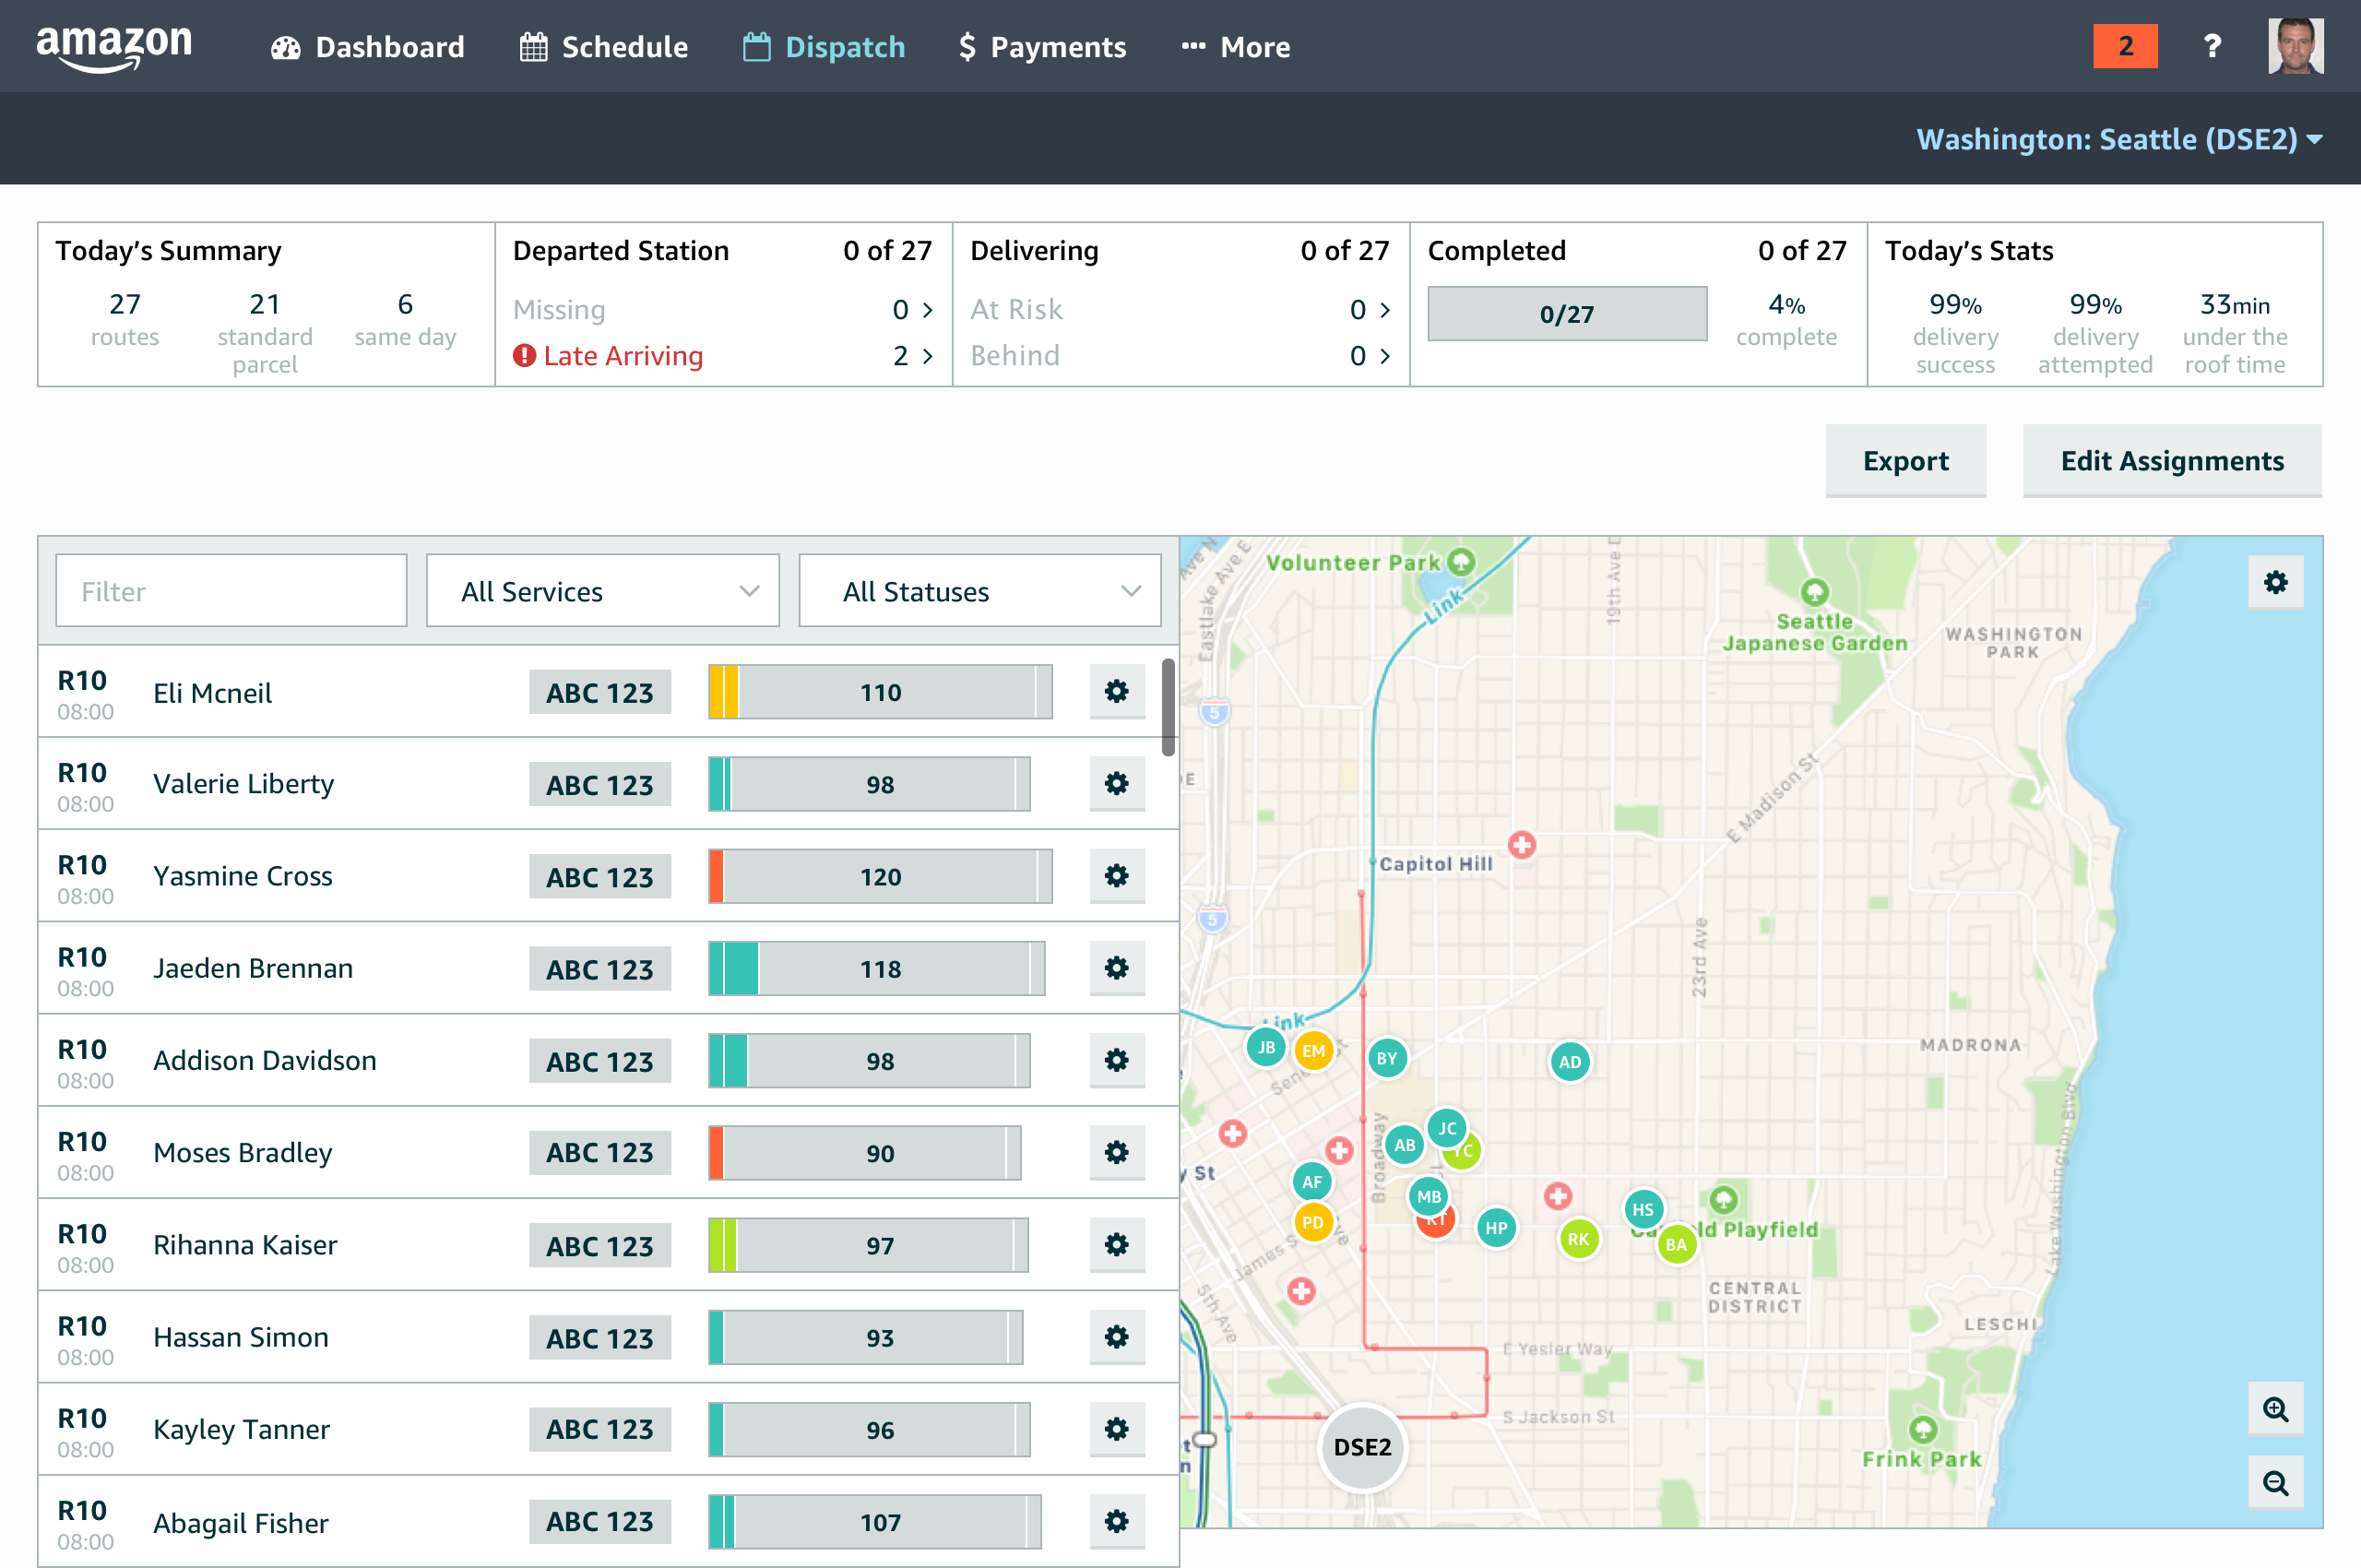 amazon
Dashboard
Schedule
Dispatch
$ Payments
More
2
?
Washington: Seattle (DSE2)
Today's Summary
27
routes
21
standard
parcel
6
same day
Departed Station
0 of 27
Missing
0
Late Arriving
2
Delivering
0 of 27
At Risk
0
Behind
0
Completed
0 of 27
0/27
4%
complete
Today's Stats
99%
delivery
success
99%
delivery
attempted
33min
under the
roof time
Export
Edit Assignments
Filter
All Services
All Statuses
R10
08:00
Eli Mcneil
ABC 123
110
R10
08:00
Valerie Liberty
ABC 123
98
R10
08:00
Yasmine Cross
ABC 123
120
R10
08:00
Jaeden Brennan
ABC 123
118
R10
08:00
Addison Davidson
ABC 123
98
R10
08:00
Moses Bradley
ABC 123
90
R10
08:00
Rihanna Kaiser
ABC 123
97
R10
08:00
Hassan Simon
ABC 123
93
R10
08:00
Kayley Tanner
ABC 123
96
R10
08:00
Abagail Fisher
ABC 123
107
Ave N
Eastlake Ave E
Volunteer Park
Link
19th Ave E
Seattle
Japanese Garden
WASHINGTON
PARK
5
E Madison St
Capitol Hill
5
23rd Ave
Link
JB
EM
BY
AD
MADRONA
Broadway
AB
JC
YC
St
AF
MB
PD
HP
HS
RK
BA
Playfield
James S
5th Ave
Lake Washington Blvd
CENTRAL
DISTRICT
LESCHI
E Yesler Way
S Jackson St
DSE2
Frink Park